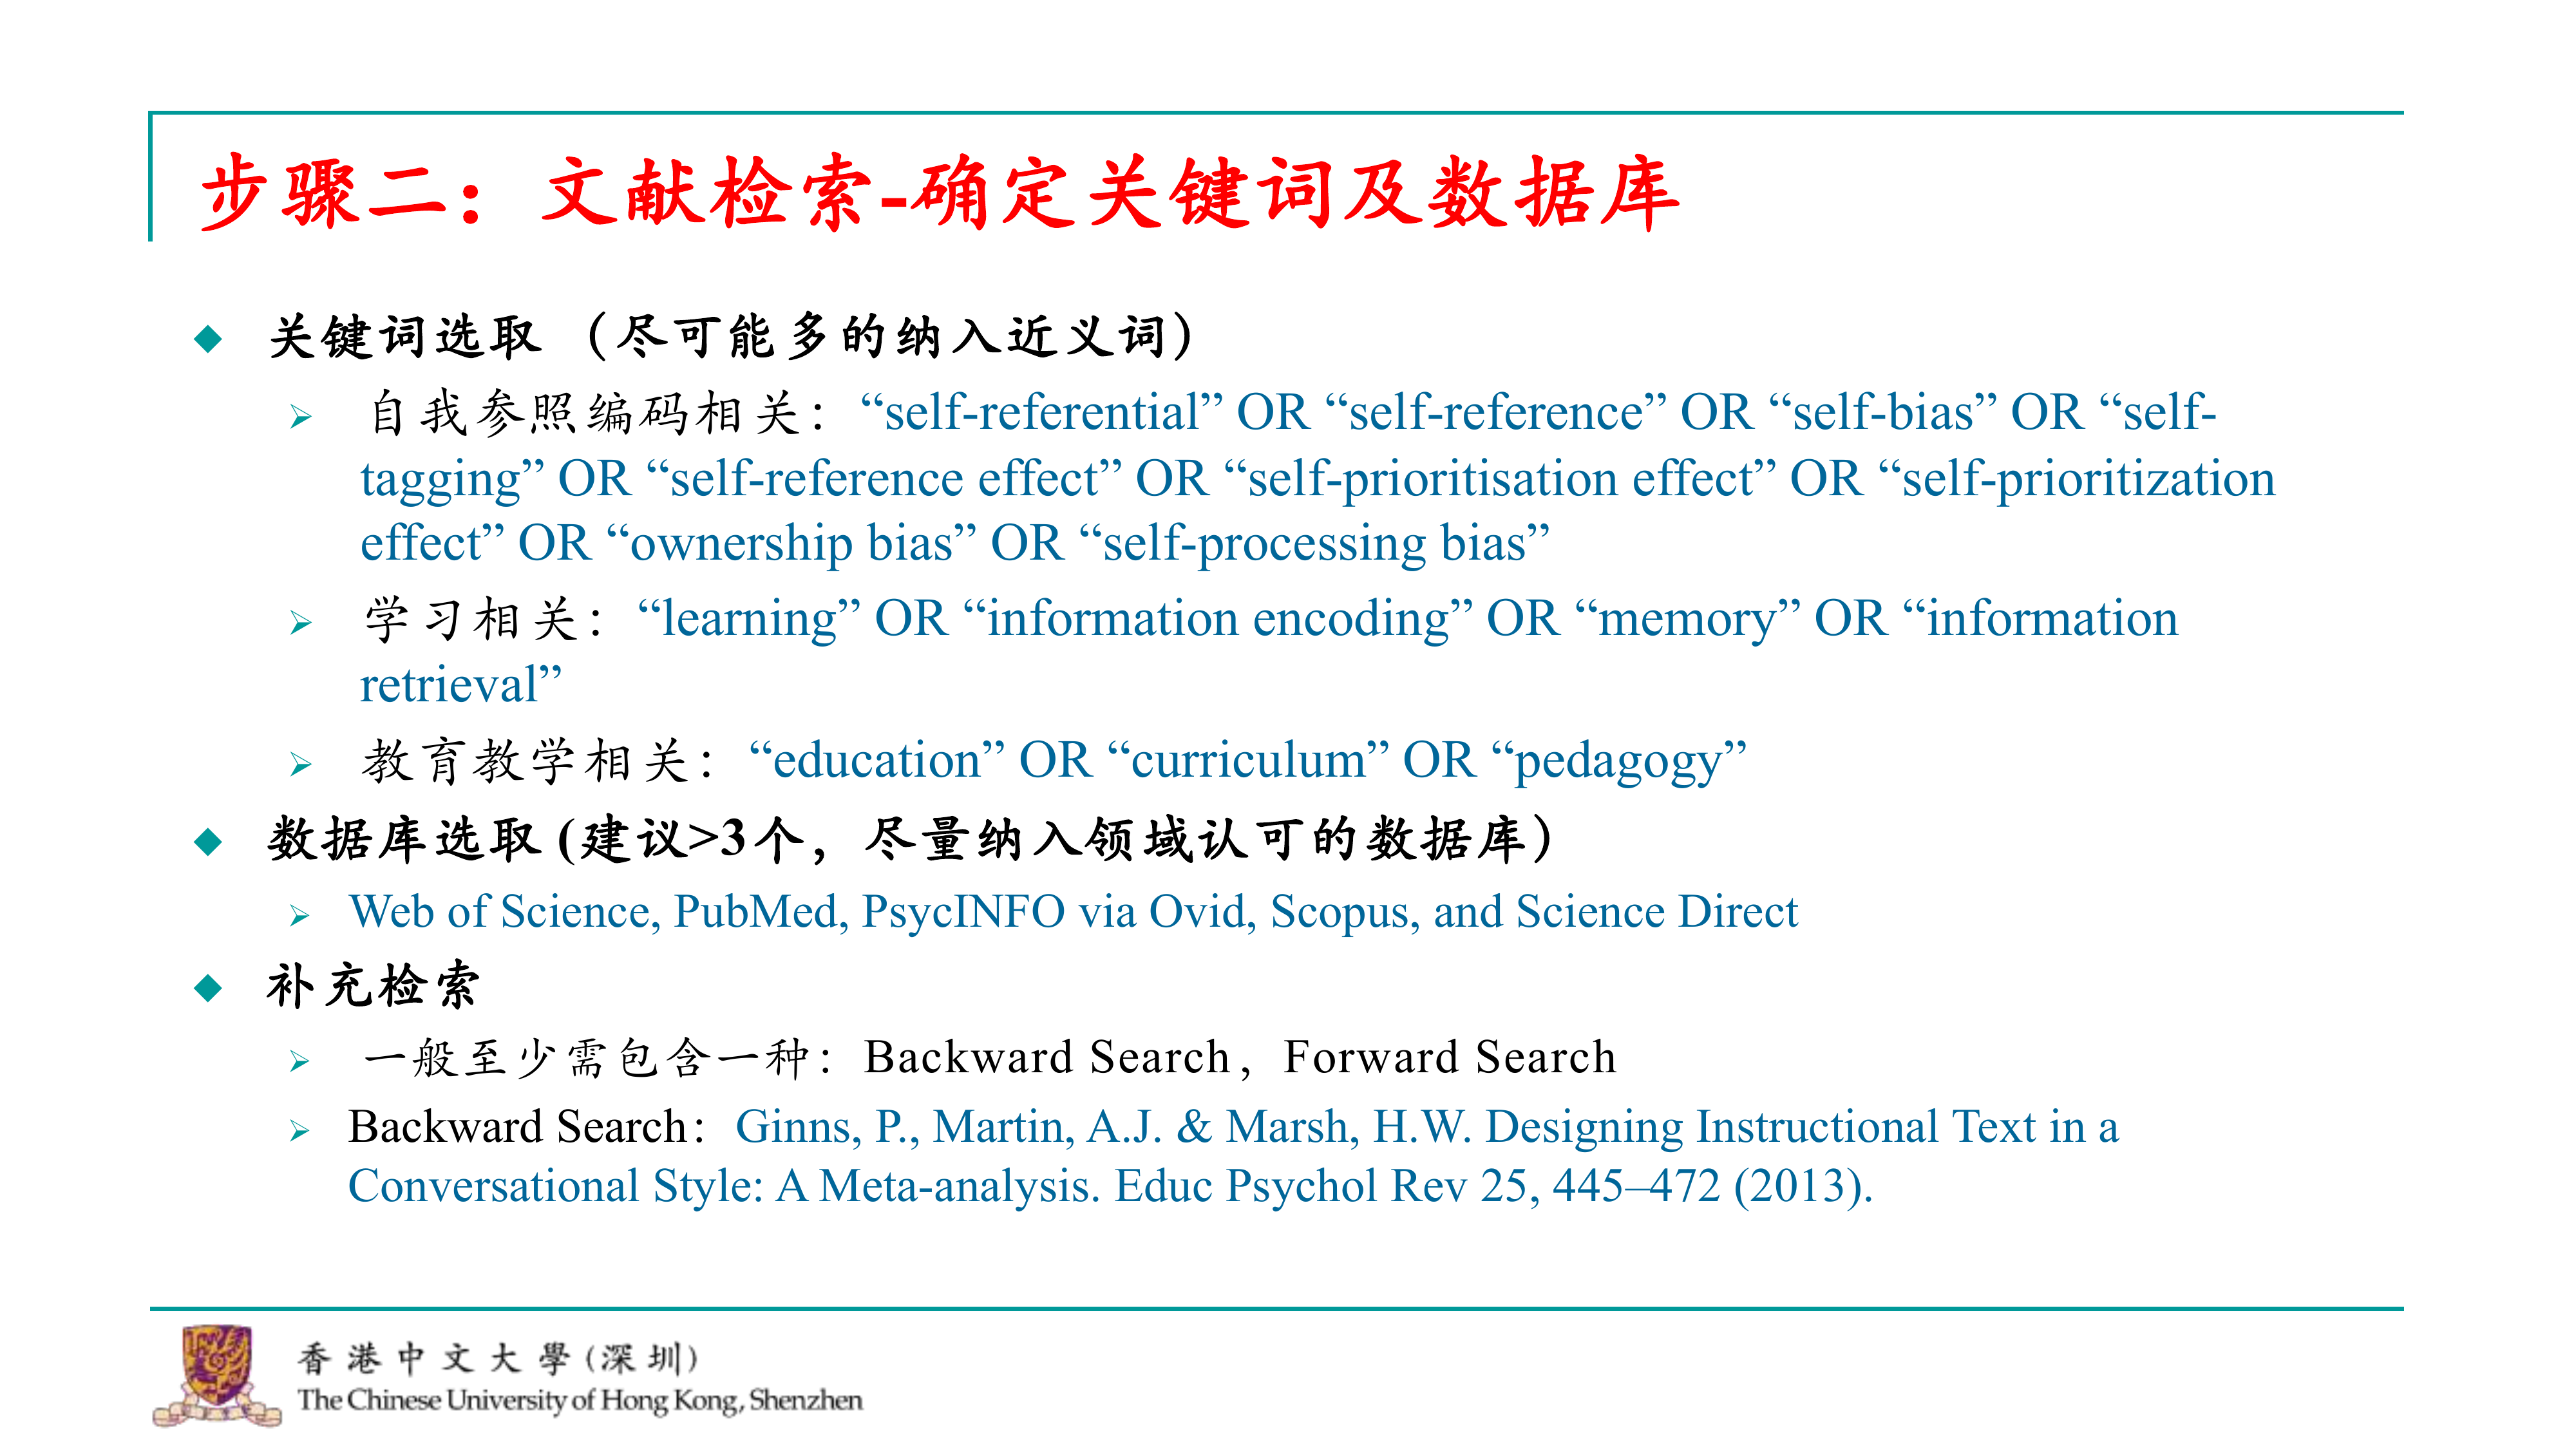 步骤二：文献检索-确定关键词及数据库
关键词选取 （尽可能多的纳入近义词）
自我参照编码相关：“self-referential” OR “self-reference” OR “self-bias” OR “self-
tagging” OR “self-reference effect” OR “self-prioritisation effect” OR “self-prioritization
effect” OR “ownership bias” OR “self-processing bias”
学习相关：“learning” OR “information encoding” OR “memory” OR “information
retrieval”
教育教学相关：“education” OR “curriculum” OR “pedagogy”
数据库选取 (建议>3个，尽量纳入领域认可的数据库）
Web of Science, PubMed, PsycINFO via Ovid, Scopus, and Science Direct
补充检索
一般至少需包含一种：Backward Search，Forward Search
Backward Search：Ginns, P., Martin, A.J. & Marsh, H.W. Designing Instructional Text in a
Conversational Style: A Meta-analysis. Educ Psychol Rev 25, 445–472 (2013).
香港中文大學(深圳)
The Chinese University of Hong Kong, Shenzhen